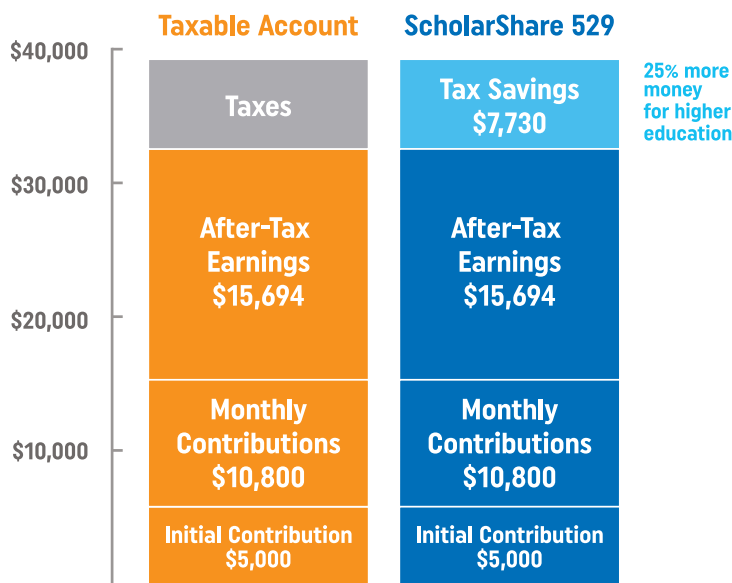 Taxable Account
ScholarShare 529
$40,000
$30,000
$20,000
$10,000
Taxes
After-Tax
Earnings
$15,694
Monthly
Contributions
$10,800
Initial Contribution
$5,000
Tax Savings
$7,730
After-Tax
Earnings
$15,694
Monthly
Contributions
$10,800
Initial Contribution
$5,000
25% more
money
for higher
education